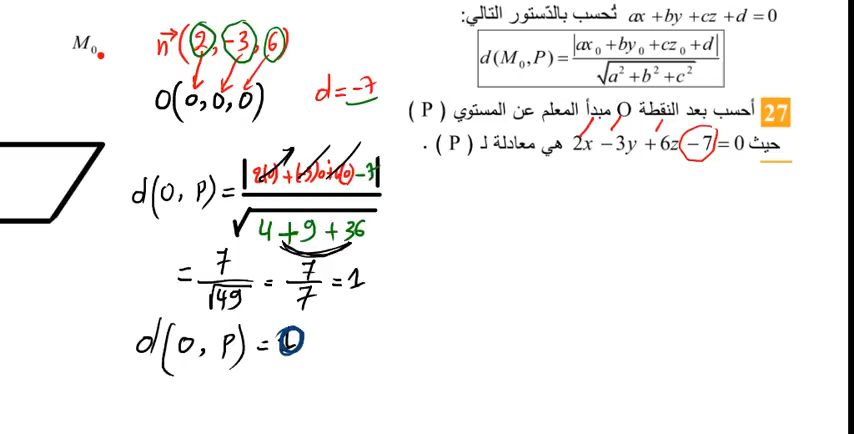 ax + by + cz + d = 0 تُحسب بالدّستور التالي:
d(M₀, P) = |ax₀ + by₀ + cz₀ + d| / √(a² + b² + c²)
27 أحسب بعد النقطة O مبدأ المعلم عن المستوي ( P )
حيث 2x − 3y + 6z − 7 = 0 هي معادلة لـ ( P ) .
M₀
n→(2, -3, 6)
O(0, 0, 0) d = -7
d(O, P) = |2(0) + (-3)0 + 6(0) - 7| / √(4 + 9 + 36)
= 7/√49 = 7/7 = 1
d(O, P) = 1